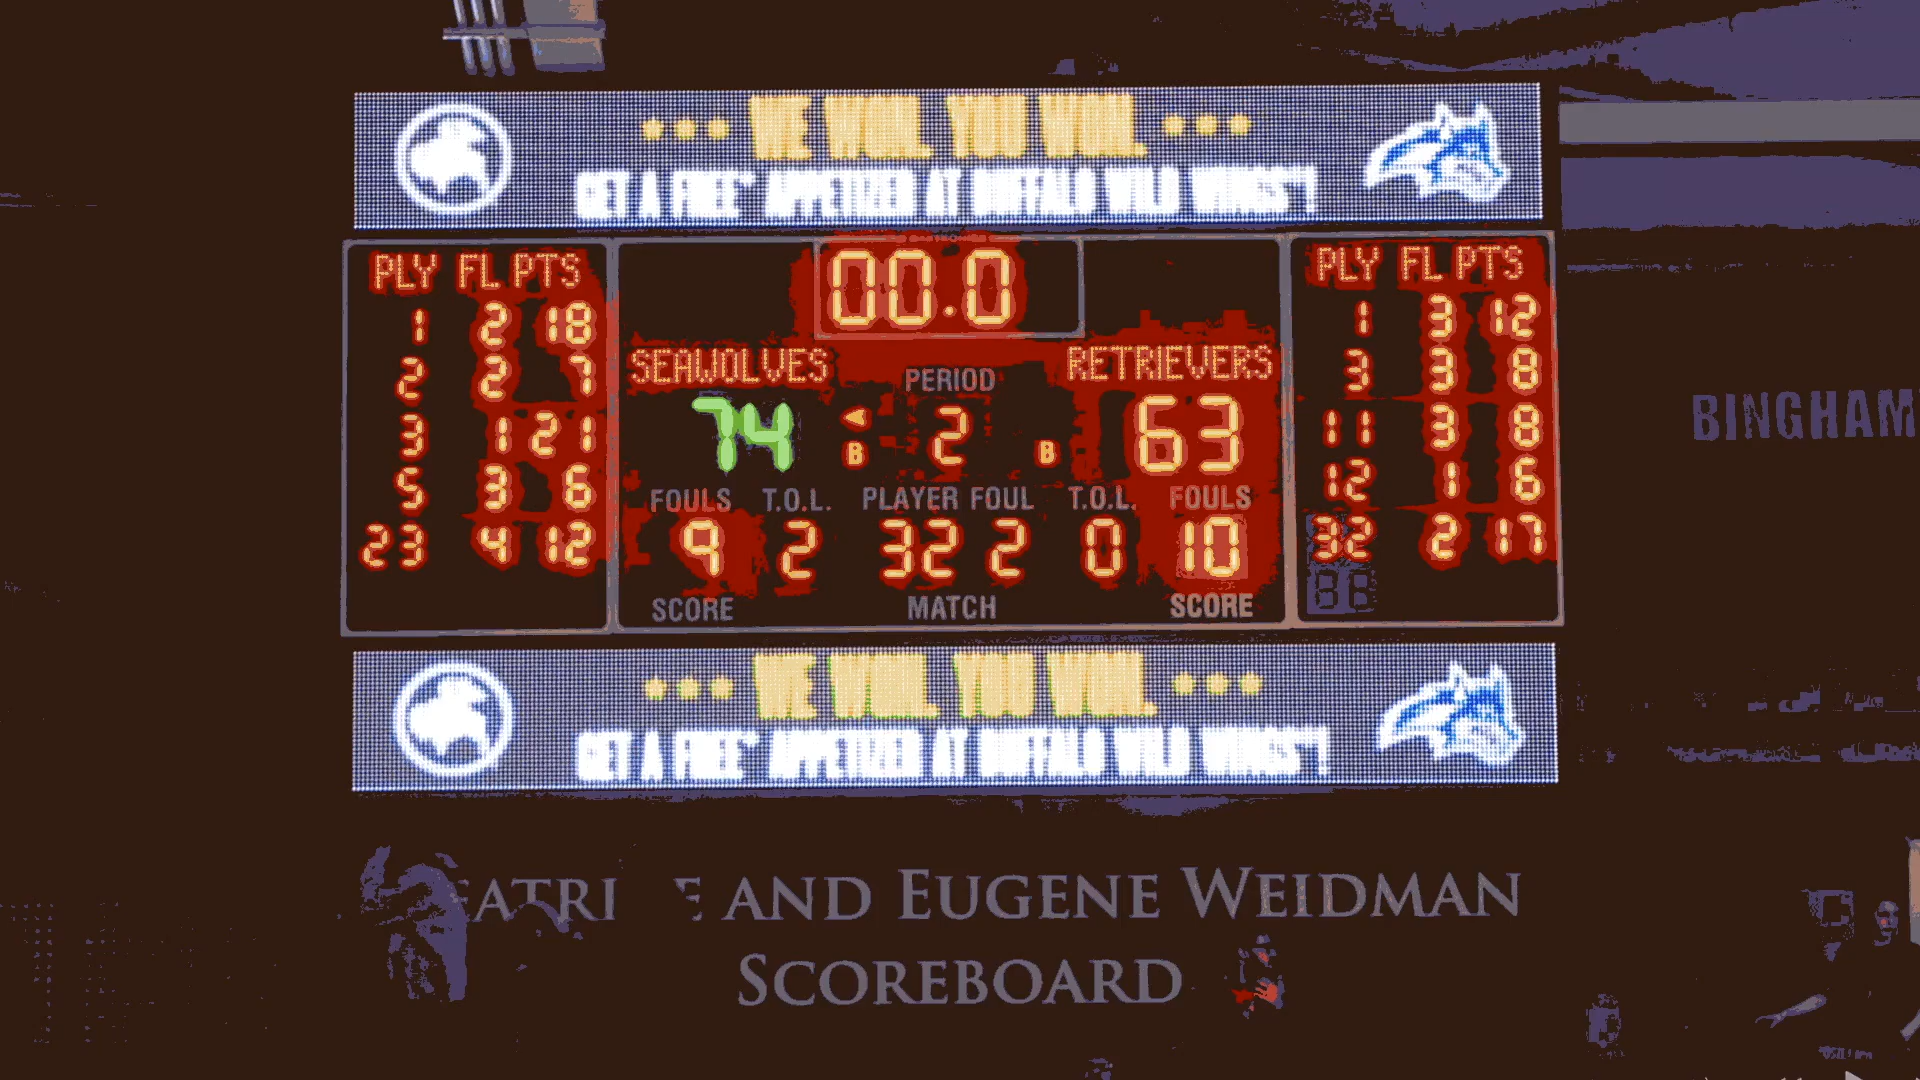 WE WON. YOU WON.
GET A FREE* APPETIZER AT BUFFALO WILD WINGS®!
PLY FL PTS
1 2 18
2 2 7
3 1 21
5 3 6
23 4 12
00.0
SEAWOLVES PERIOD RETRIEVERS
74 B 2 B 63
FOULS T.O.L. PLAYER FOUL T.O.L. FOULS
9 2 32 2 0 10
SCORE MATCH SCORE
PLY FL PTS
1 3 12
3 3 8
11 3 8
12 1 6
32 2 17
BINGHAM
WE WON. YOU WON.
GET A FREE* APPETIZER AT BUFFALO WILD WINGS®!
AND EUGENE WEIDMAN
SCOREBOARD